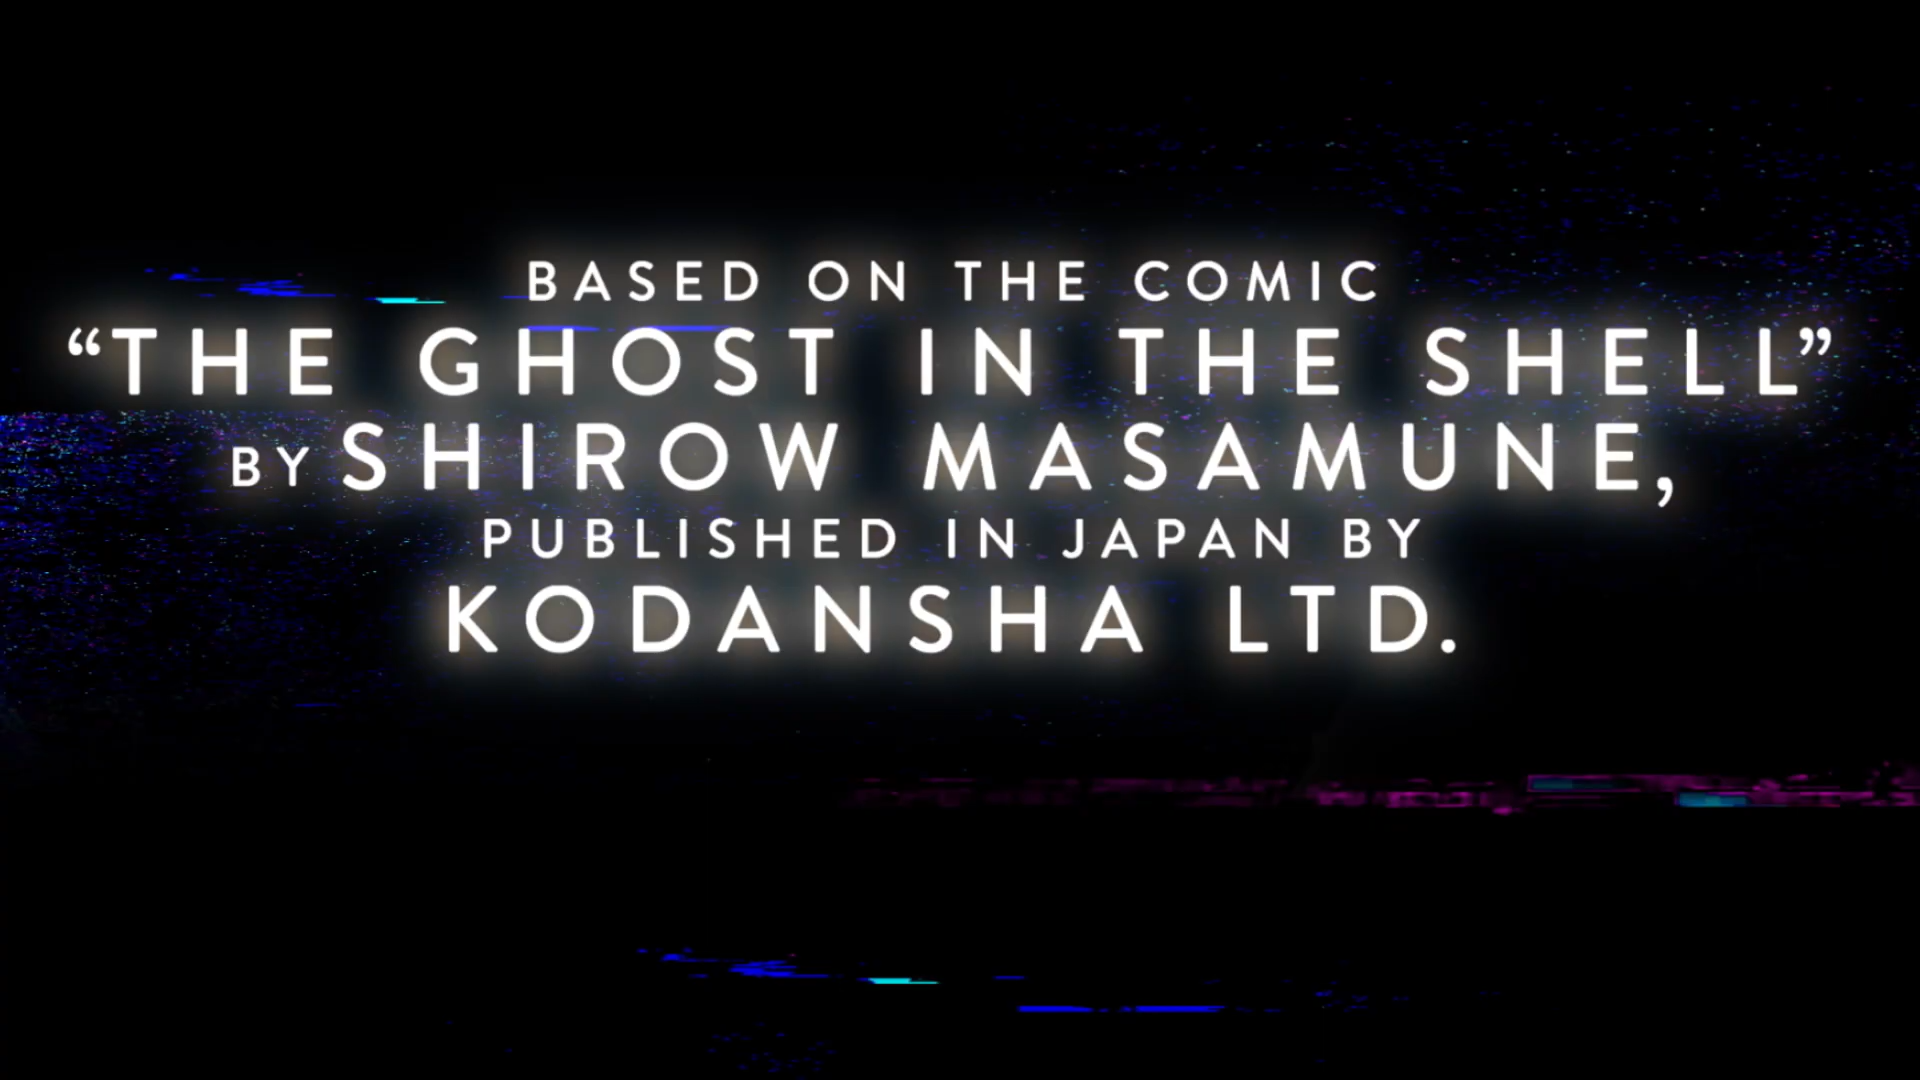 BASED ON THE COMIC
“THE GHOST IN THE SHELL”
BY SHIROW MASAMUNE,
PUBLISHED IN JAPAN BY
KODANSHA LTD.